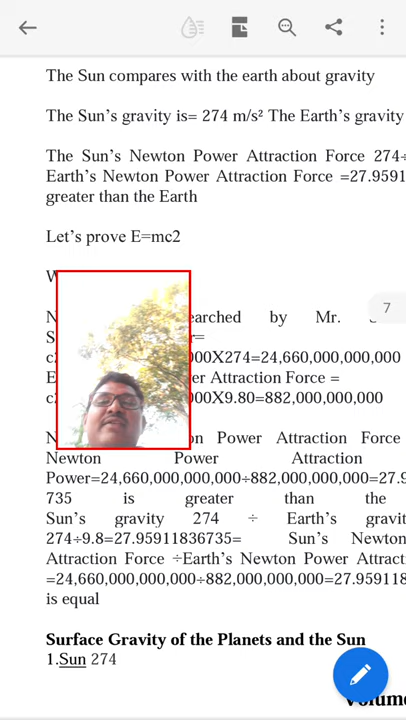 The Sun compares with the earth about gravity
The Sun's gravity is= 274 m/s² The Earth's gravity
The Sun's Newton Power Attraction Force 274÷
Earth's Newton Power Attraction Force =27.9591
greater than the Earth
Let's prove E=mc2
7
earched by Mr.
000X274=24,660,000,000,000
er Attraction Force =
000X9.80=882,000,000,000
on Power Attraction Force
Newton Power Attraction
Power=24,660,000,000,000÷882,000,000,000=27.9
735 is greater than the
Sun's gravity 274 ÷ Earth's gravit
274÷9.8=27.95911836735= Sun's Newton
Attraction Force ÷Earth's Newton Power Attract
=24,660,000,000,000÷882,000,000,000=27.959118
is equal
Surface Gravity of the Planets and the Sun
1.Sun 274
Volume